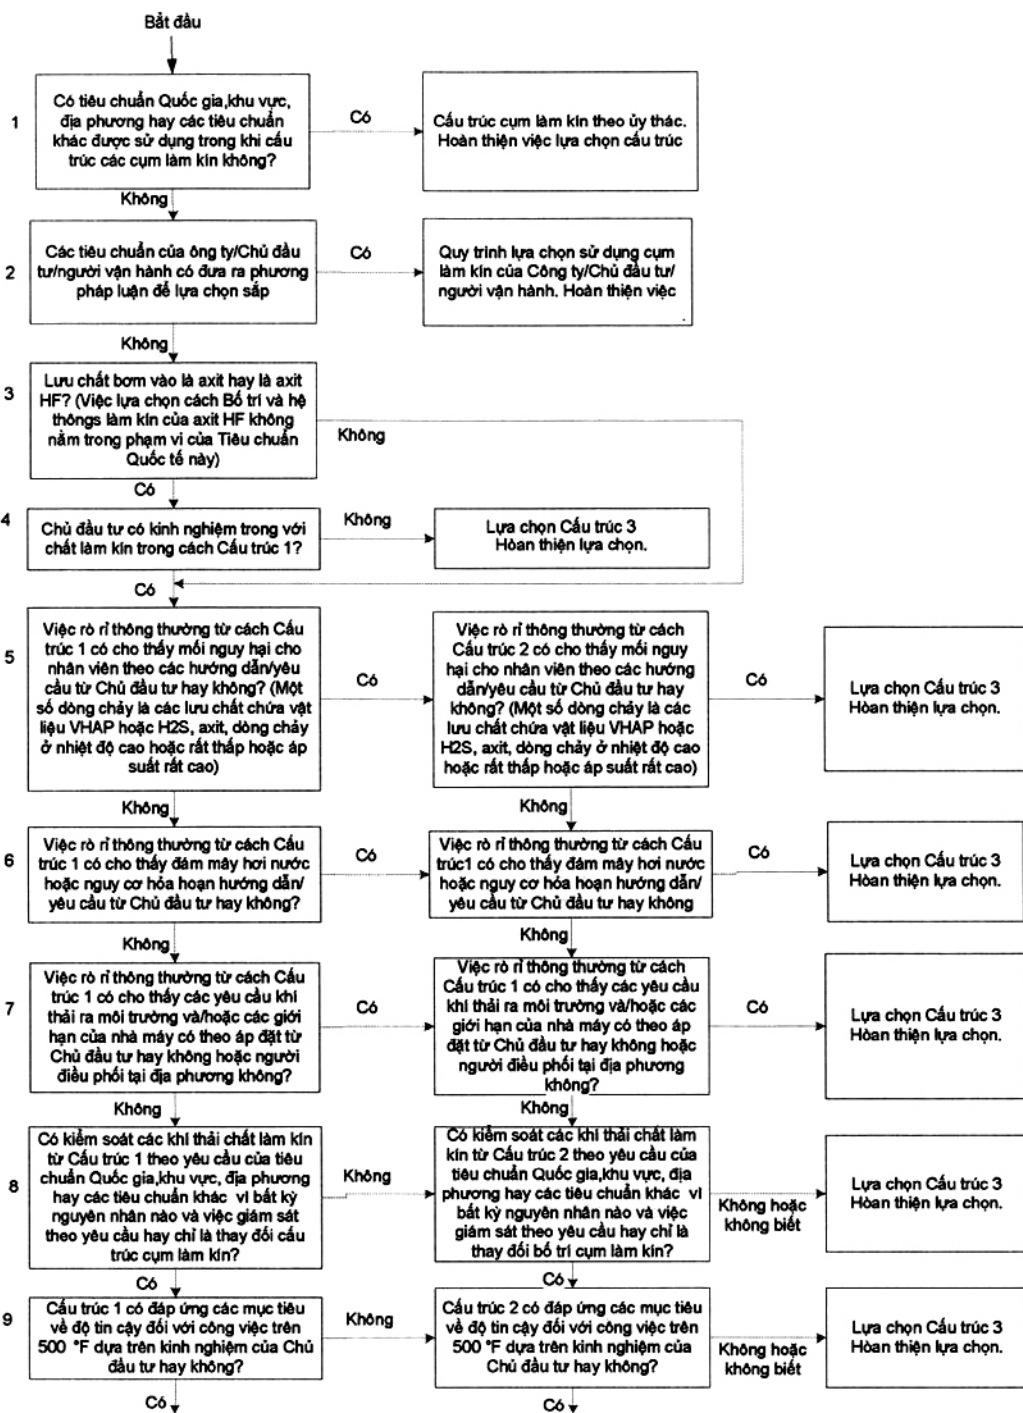 Bắt đầu
1
Có tiêu chuẩn Quốc gia,khu vực,
địa phương hay các tiêu chuẩn
khác được sử dụng trong khi cấu
trúc các cụm làm kín không?
Có
Cấu trúc cụm làm kín theo ủy thác.
Hoàn thiện việc lựa chọn cấu trúc
Không
2
Các tiêu chuẩn của ông ty/Chủ đầu
tư/người vận hành có đưa ra phương
pháp luận để lựa chọn sắp
Có
Quy trình lựa chọn sử dụng cụm
làm kín của Công ty/Chủ đầu tư/
người vận hành. Hoàn thiện việc
Không
3
Lưu chất bơm vào là axit hay là axit
HF? (Việc lựa chọn cách Bố trí và hệ
thôngs làm kín của axit HF không
nằm trong phạm vi của Tiêu chuẩn
Quốc tế này)
Không
Có
4
Chủ đầu tư có kinh nghiệm trong với
chất làm kín trong cách Cấu trúc 1?
Không
Lựa chọn Cấu trúc 3
Hòan thiện lựa chọn.
Có
5
Việc rò rỉ thông thường từ cách Cấu
trúc 1 có cho thấy mối nguy hại cho
nhân viên theo các hướng dẫn/yêu
cầu từ Chủ đầu tư hay không? (Một
số dòng chảy là các lưu chất chứa vật
liệu VHAP hoặc H2S, axit, dòng chảy
ở nhiệt độ cao hoặc rất thấp hoặc áp
suất rất cao)
Có
Việc rò rỉ thông thường từ cách
Cấu trúc 2 có cho thấy mối nguy
hại cho nhân viên theo các hướng
dẫn/yêu cầu từ Chủ đầu tư hay
không? (Một số dòng chảy là các
lưu chất chứa vật liệu VHAP hoặc
H2S, axit, dòng chảy ở nhiệt độ cao
hoặc rất thấp hoặc áp suất rất cao)
Có
Lựa chọn Cấu trúc 3
Hòan thiện lựa chọn.
Không
Không
6
Việc rò rỉ thông thường từ cách Cấu
trúc 1 có cho thấy đám mây hơi nước
hoặc nguy cơ hỏa hoạn hướng dẫn/
yêu cầu từ Chủ đầu tư hay không?
Có
Việc rò rỉ thông thường từ cách Cấu
trúc1 có cho thấy đám mây hơi nước
hoặc nguy cơ hỏa hoạn hướng dẫn/
yêu cầu từ Chủ đầu tư hay không
Có
Lựa chọn Cấu trúc 3
Hòan thiện lựa chọn.
Không
Không
7
Việc rò rỉ thông thường từ cách Cấu
trúc 1 có cho thấy các yêu cầu khi
thải ra môi trường và/hoặc các giới
hạn của nhà máy có theo áp đặt từ
Chủ đầu tư hay không hoặc người
điều phối tại địa phương không?
Có
Việc rò rỉ thông thường từ cách
Cấu trúc 1 có cho thấy các yêu cầu
khi thải ra môi trường và/hoặc các
giới hạn của nhà máy có theo áp
đặt từ Chủ đầu tư hay không hoặc
người điều phối tại địa phương
không?
Có
Lựa chọn Cấu trúc 3
Hòan thiện lựa chọn.
Không
Không
8
Có kiểm soát các khí thải chất làm kín
từ Cấu trúc 1 theo yêu cầu của tiêu
chuẩn Quốc gia,khu vực, địa phương
hay các tiêu chuẩn khác vì bất kỳ
nguyên nhân nào và việc giám sát
theo yêu cầu hay chỉ là thay đổi cấu
trúc cụm làm kín?
Không
Có kiểm soát các khí thải chất làm
kín từ Cấu trúc 2 theo yêu cầu của
tiêu chuẩn Quốc gia,khu vực, địa
phương hay các tiêu chuẩn khác vì
bất kỳ nguyên nhân nào và việc
giám sát theo yêu cầu hay chỉ là
thay đổi bố trí cụm làm kín?
Không hoặc
không biết
Lựa chọn Cấu trúc 3
Hòan thiện lựa chọn.
Có
Có
9
Cấu trúc 1 có đáp ứng các mục tiêu
về độ tin cậy đối với công việc trên
500 °F dựa trên kinh nghiệm của Chủ
đầu tư hay không?
Không
Cấu trúc 2 có đáp ứng các mục tiêu
về độ tin cậy đối với công việc trên
500 °F dựa trên kinh nghiệm của
Chủ đầu tư hay không?
Không hoặc
không biết
Lựa chọn Cấu trúc 3
Hòan thiện lựa chọn.
Có
Có